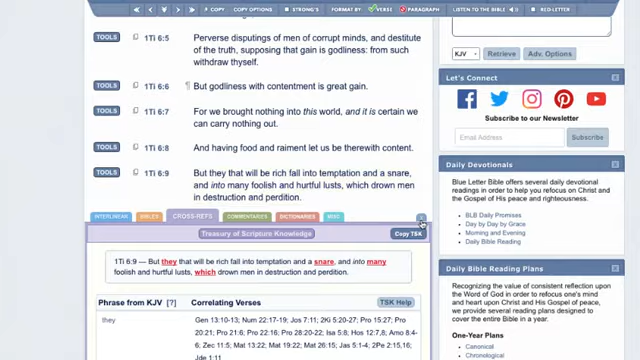 COPY COPY OPTIONS STRONG'S FORMAT BY VERSE PARAGRAPH LISTEN TO THE BIBLE RED-LETTER
TOOLS 1Ti 6:5 Perverse disputings of men of corrupt minds, and destitute
of the truth, supposing that gain is godliness: from such
withdraw thyself.
TOOLS 1Ti 6:6 ¶ But godliness with contentment is great gain.
TOOLS 1Ti 6:7 For we brought nothing into this world, and it is certain we
can carry nothing out.
TOOLS 1Ti 6:8 And having food and raiment let us be therewith content.
TOOLS 1Ti 6:9 But they that will be rich fall into temptation and a snare,
and into many foolish and hurtful lusts, which drown men
in destruction and perdition.
INTERLINEAR BIBLES CROSS-REFS COMMENTARIES DICTIONARIES MISC
Treasury of Scripture Knowledge Copy TSK
1Ti 6:9 — But they that will be rich fall into temptation and a snare, and into many
foolish and hurtful lusts, which drown men in destruction and perdition.
Phrase from KJV [?] Correlating Verses TSK Help
they Gen 13:10-13; Num 22:17-19; Jos 7:11; 2Ki 5:20-27; Pro 15:27; Pro
20:21; Pro 21:6; Pro 22:16; Pro 28:20-22; Isa 5:8; Hos 12:7,8; Amo 8:4-
6; Zec 11:5; Mat 13:22; Mat 19:22; Mat 26:15; Jas 5:1-4; 2Pe 2:15,16;
Jde 1:11
KJV Retrieve Adv. Options
Let's Connect
Subscribe to our Newsletter
Email Address Subscribe
Daily Devotionals
Blue Letter Bible offers several daily devotional
readings in order to help you refocus on Christ and
the Gospel of His peace and righteousness.
BLB Daily Promises
Day by Day by Grace
Morning and Evening
Daily Bible Reading
Daily Bible Reading Plans
Recognizing the value of consistent reflection upon
the Word of God in order to refocus one's mind
and heart upon Christ and His Gospel of peace,
we provide several reading plans designed to
cover the entire Bible in a year.
One-Year Plans
Canonical
Chronological